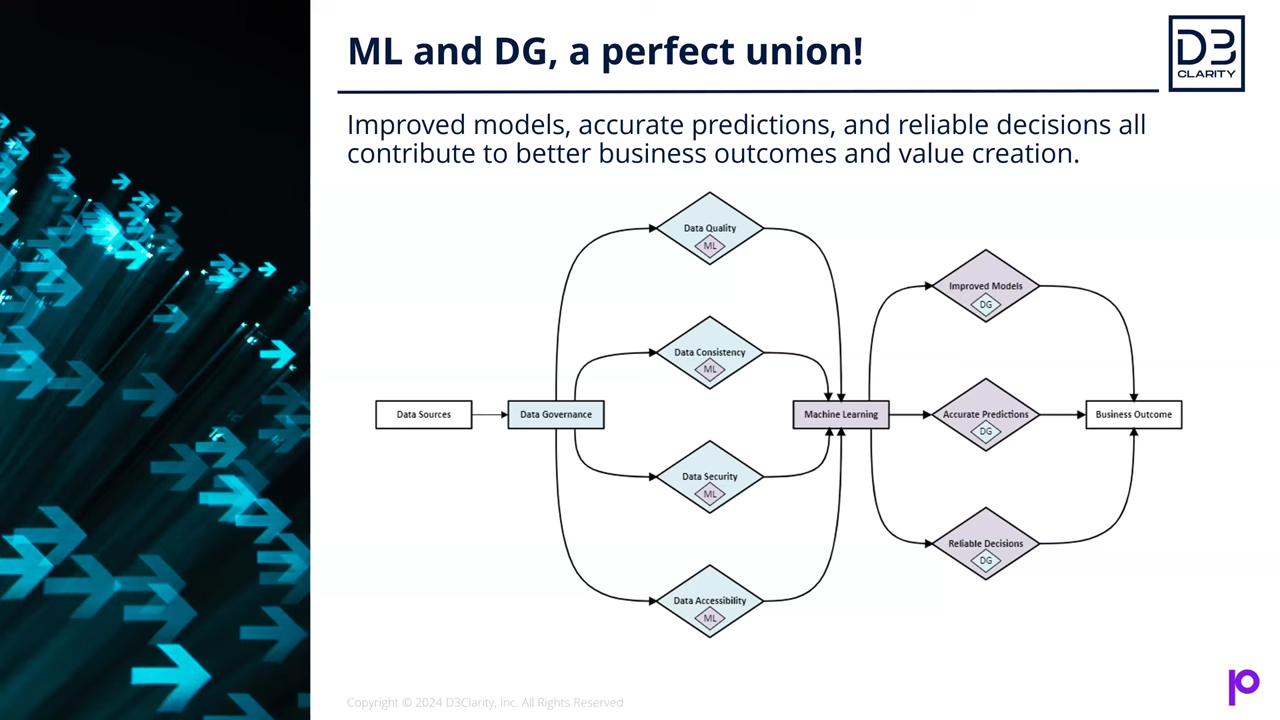 ML and DG, a perfect union!
D3
CLARITY
Improved models, accurate predictions, and reliable decisions all
contribute to better business outcomes and value creation.
Data Sources
Data Governance
Data Quality
ML
Data Consistency
ML
Data Security
ML
Data Accessibility
ML
Machine Learning
Improved Models
DG
Accurate Predictions
DG
Reliable Decisions
DG
Business Outcome
Copyright © 2024 D3Clarity, Inc. All Rights Reserved